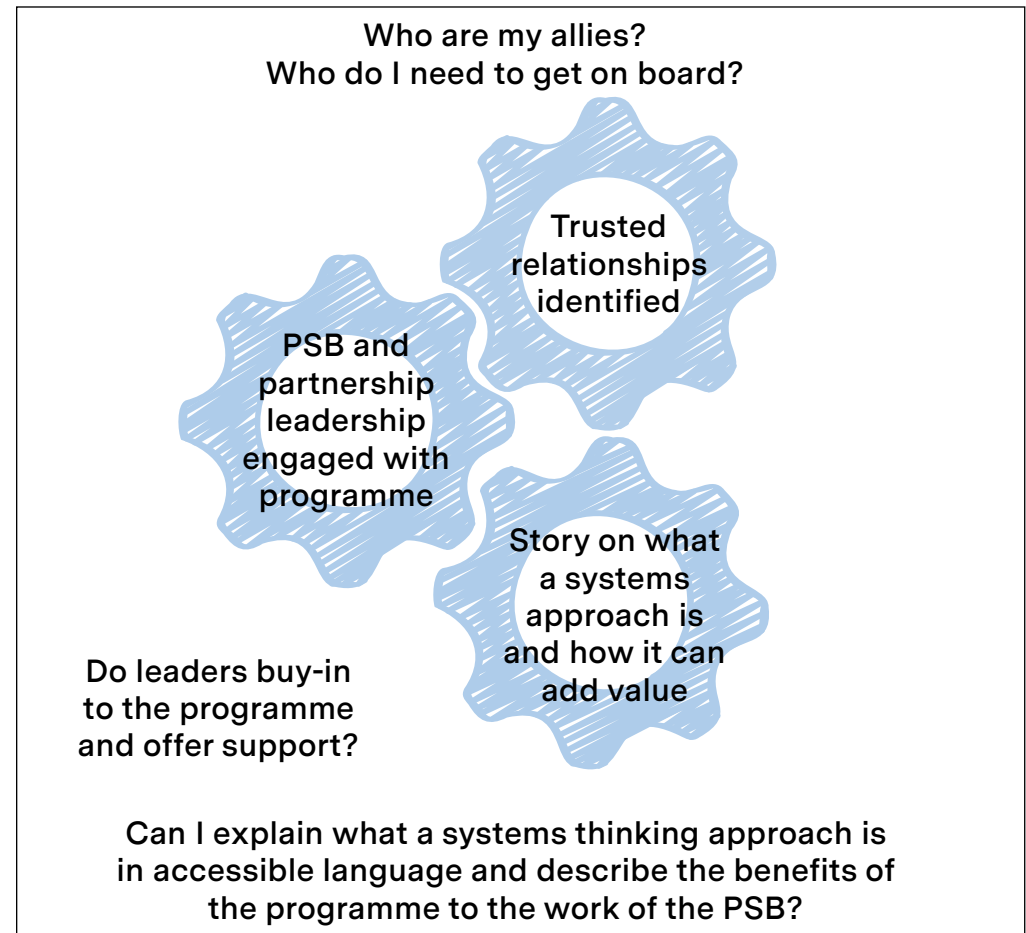 Who are my allies?
Who do I need to get on board?
Trusted
relationships
identified
PSB and
partnership
leadership
engaged with
programme
Story on what
a systems
approach is
and how it can
add value
Do leaders buy-in
to the programme
and offer support?
Can I explain what a systems thinking approach is
in accessible language and describe the benefits of
the programme to the work of the PSB?